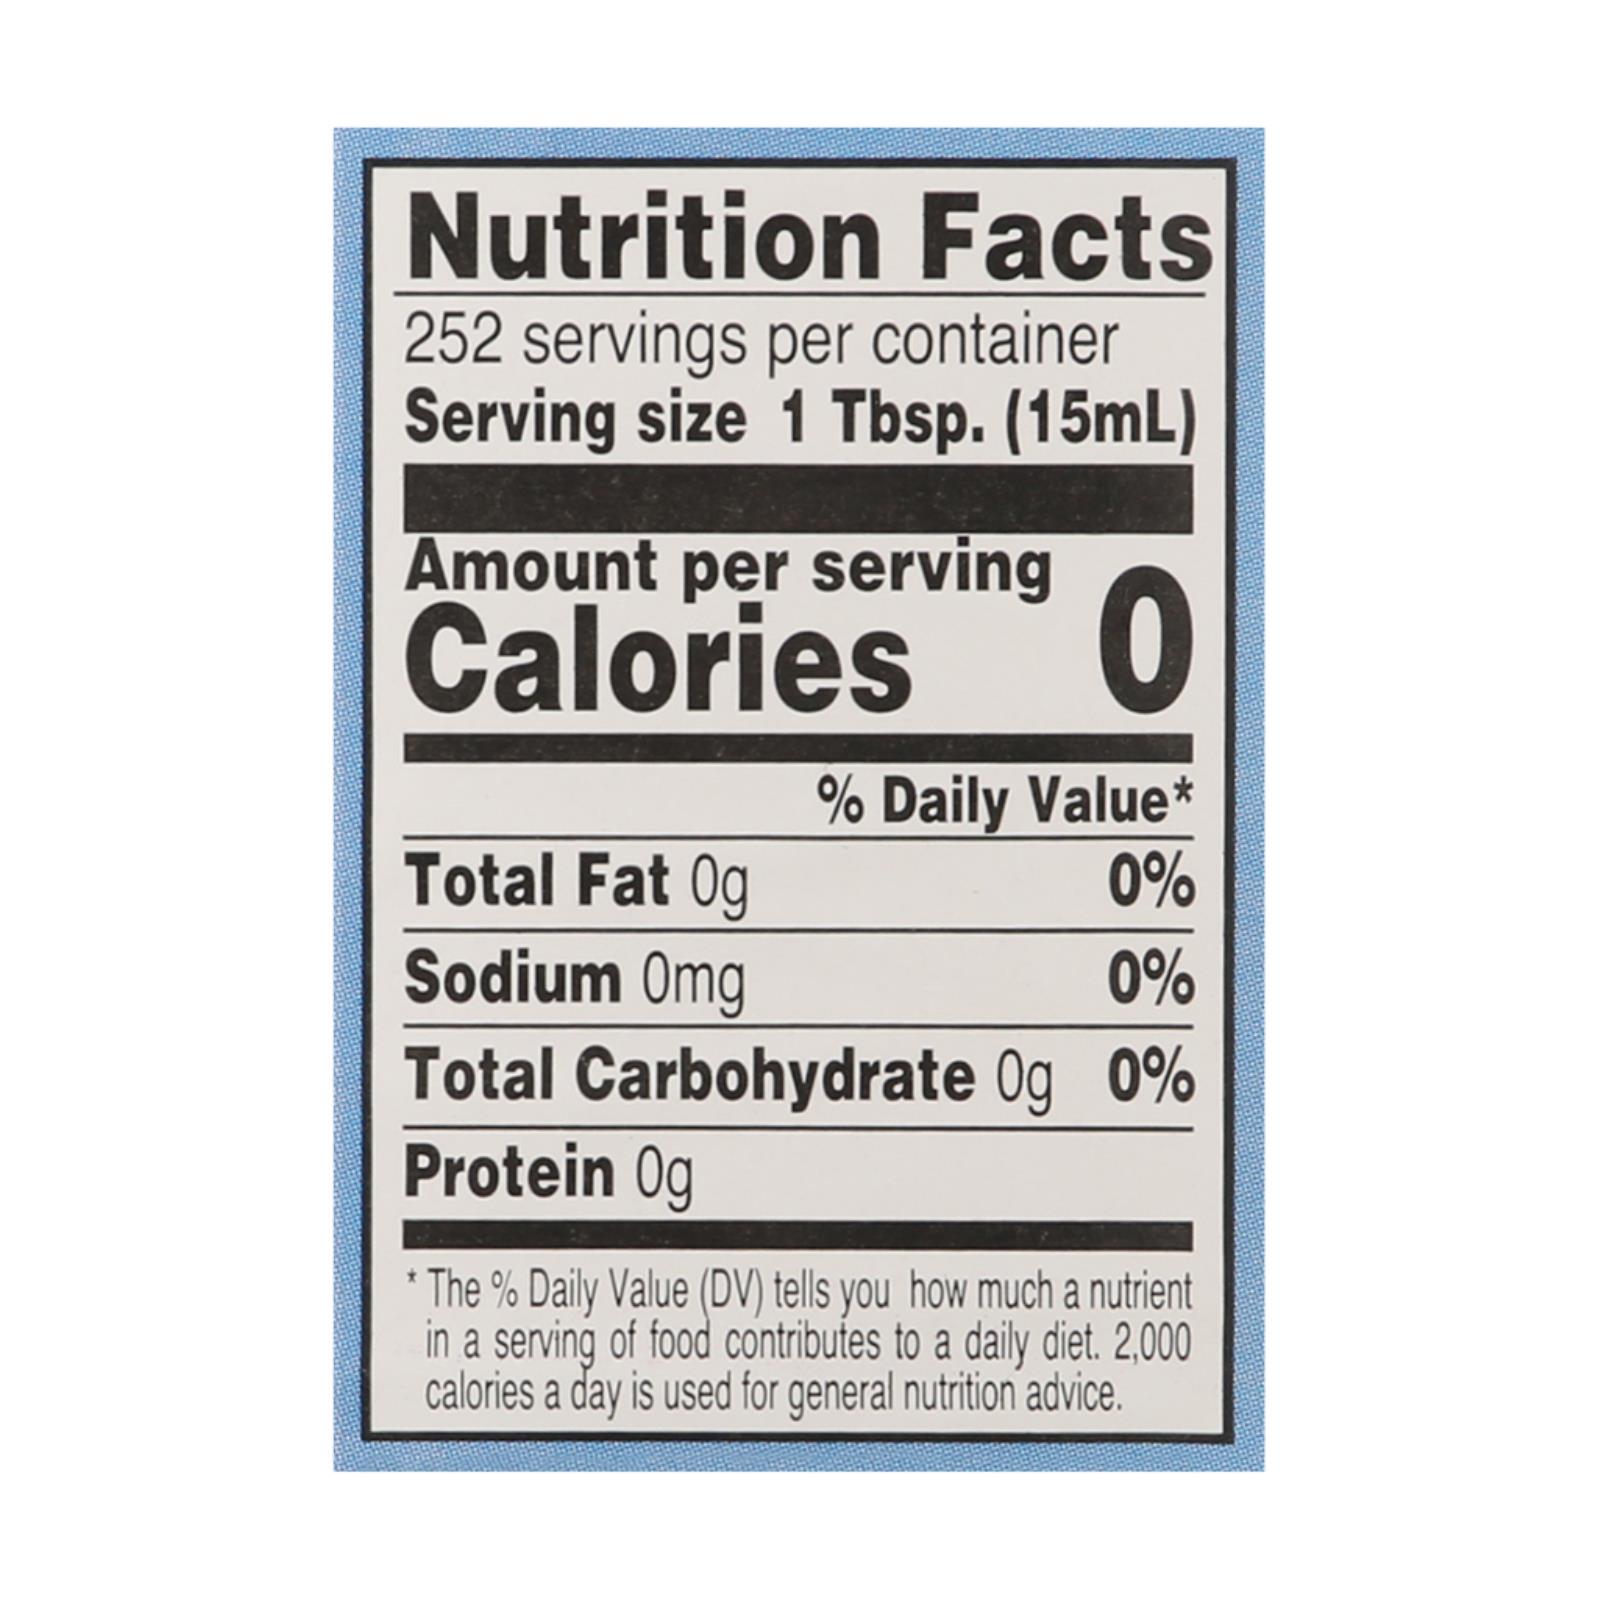 Nutrition Facts
252 servings per container
Serving size 1 Tbsp. (15mL)
Amount per serving
Calories 0
% Daily Value*
Total Fat 0g 0%
Sodium 0mg 0%
Total Carbohydrate 0g 0%
Protein 0g
* The % Daily Value (DV) tells you how much a nutrient
in a serving of food contributes to a daily diet. 2,000
calories a day is used for general nutrition advice.